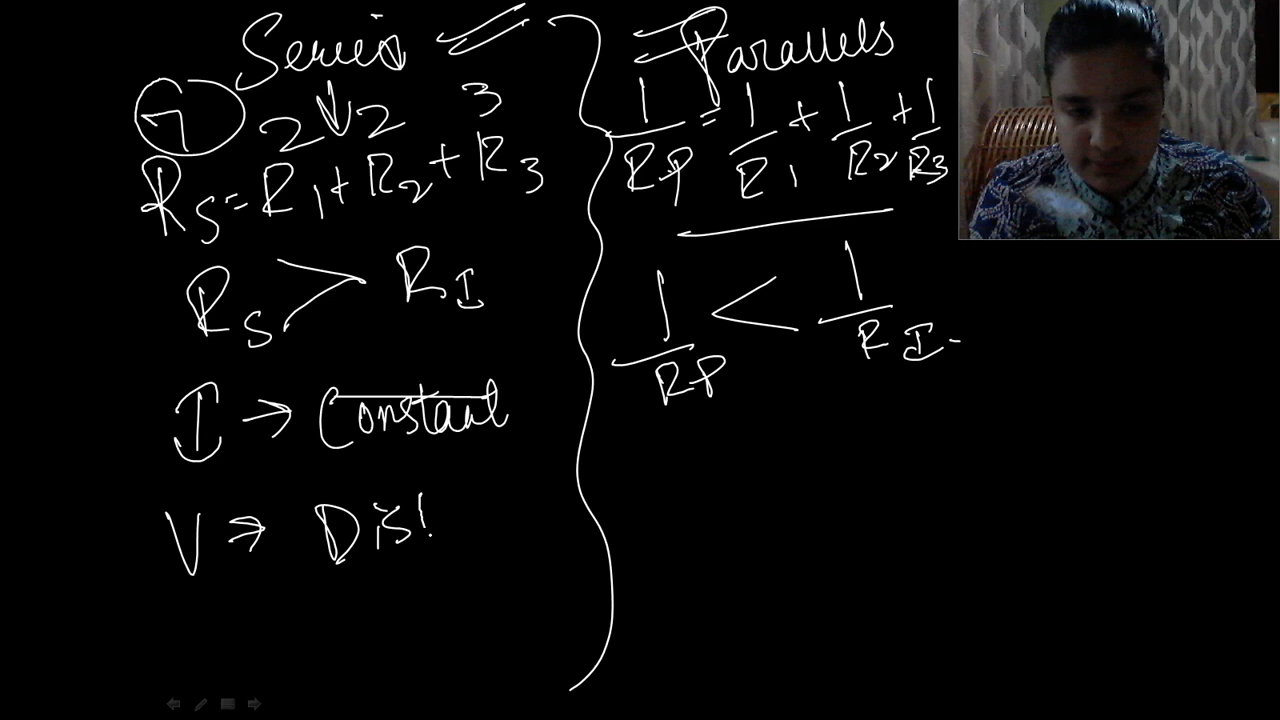 Series
7 2 2 3
Rs = R1 + R2 + R3
Rs > RI
I → Constant
V → Dis!
Parallels
1/RP = 1/R1 + 1/R2 + 1/R3
1/RP < 1/RI